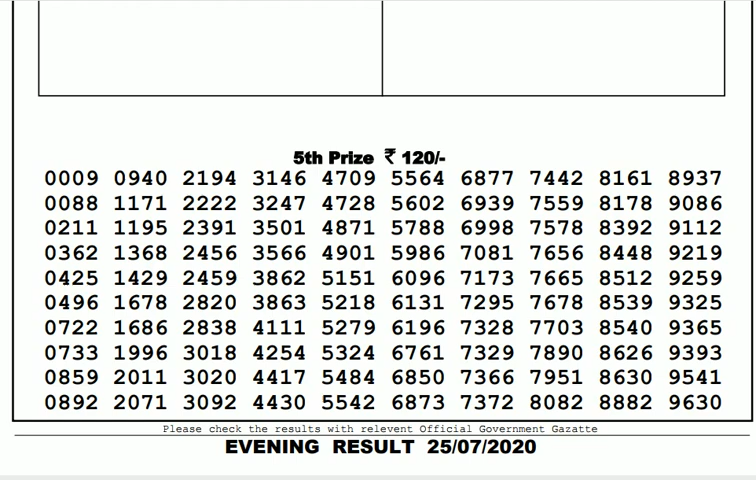 5th Prize ₹ 120/-
0009 0940 2194 3146 4709 5564 6877 7442 8161 8937
0088 1171 2222 3247 4728 5602 6939 7559 8178 9086
0211 1195 2391 3501 4871 5788 6998 7578 8392 9112
0362 1368 2456 3566 4901 5986 7081 7656 8448 9219
0425 1429 2459 3862 5151 6096 7173 7665 8512 9259
0496 1678 2820 3863 5218 6131 7295 7678 8539 9325
0722 1686 2838 4111 5279 6196 7328 7703 8540 9365
0733 1996 3018 4254 5324 6761 7329 7890 8626 9393
0859 2011 3020 4417 5484 6850 7366 7951 8630 9541
0892 2071 3092 4430 5542 6873 7372 8082 8882 9630
Please check the results with relevent Official Government Gazatte
EVENING RESULT 25/07/2020